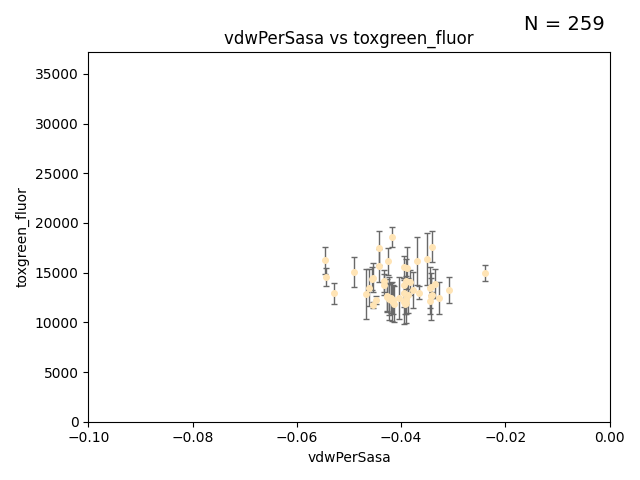 N = 259
vdwPerSasa vs toxgreen_fluor
toxgreen_fluor
35000
30000
25000
20000
15000
10000
5000
0
−0.10 −0.08 −0.06 −0.04 −0.02 0.00
vdwPerSasa